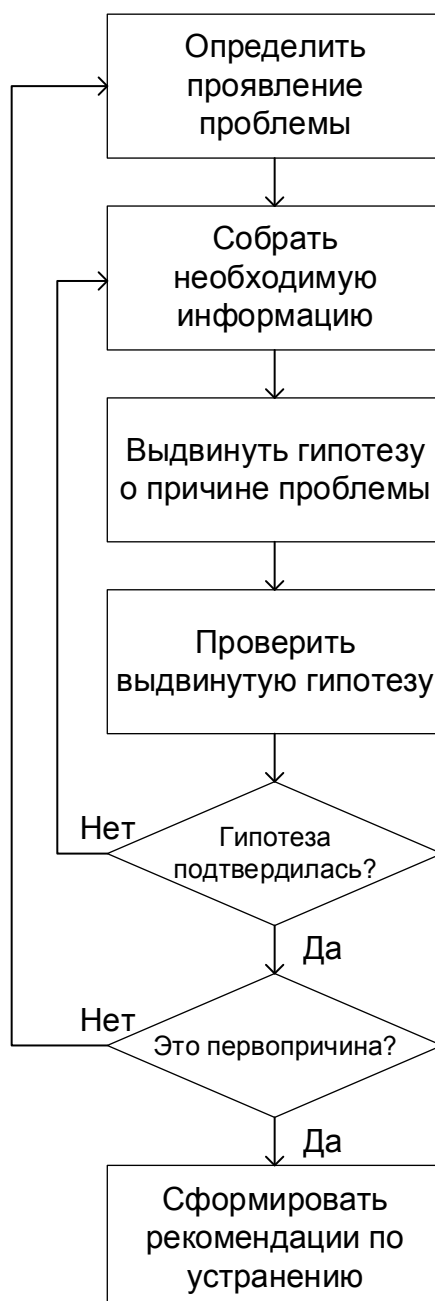 Определить
проявление
проблемы
Собрать
необходимую
информацию
Выдвинуть гипотезу
о причине проблемы
Проверить
выдвинутую гипотезу
Нет
Гипотеза
подтвердилась?
Да
Нет
Это первопричина?
Да
Сформировать
рекомендации по
устранению